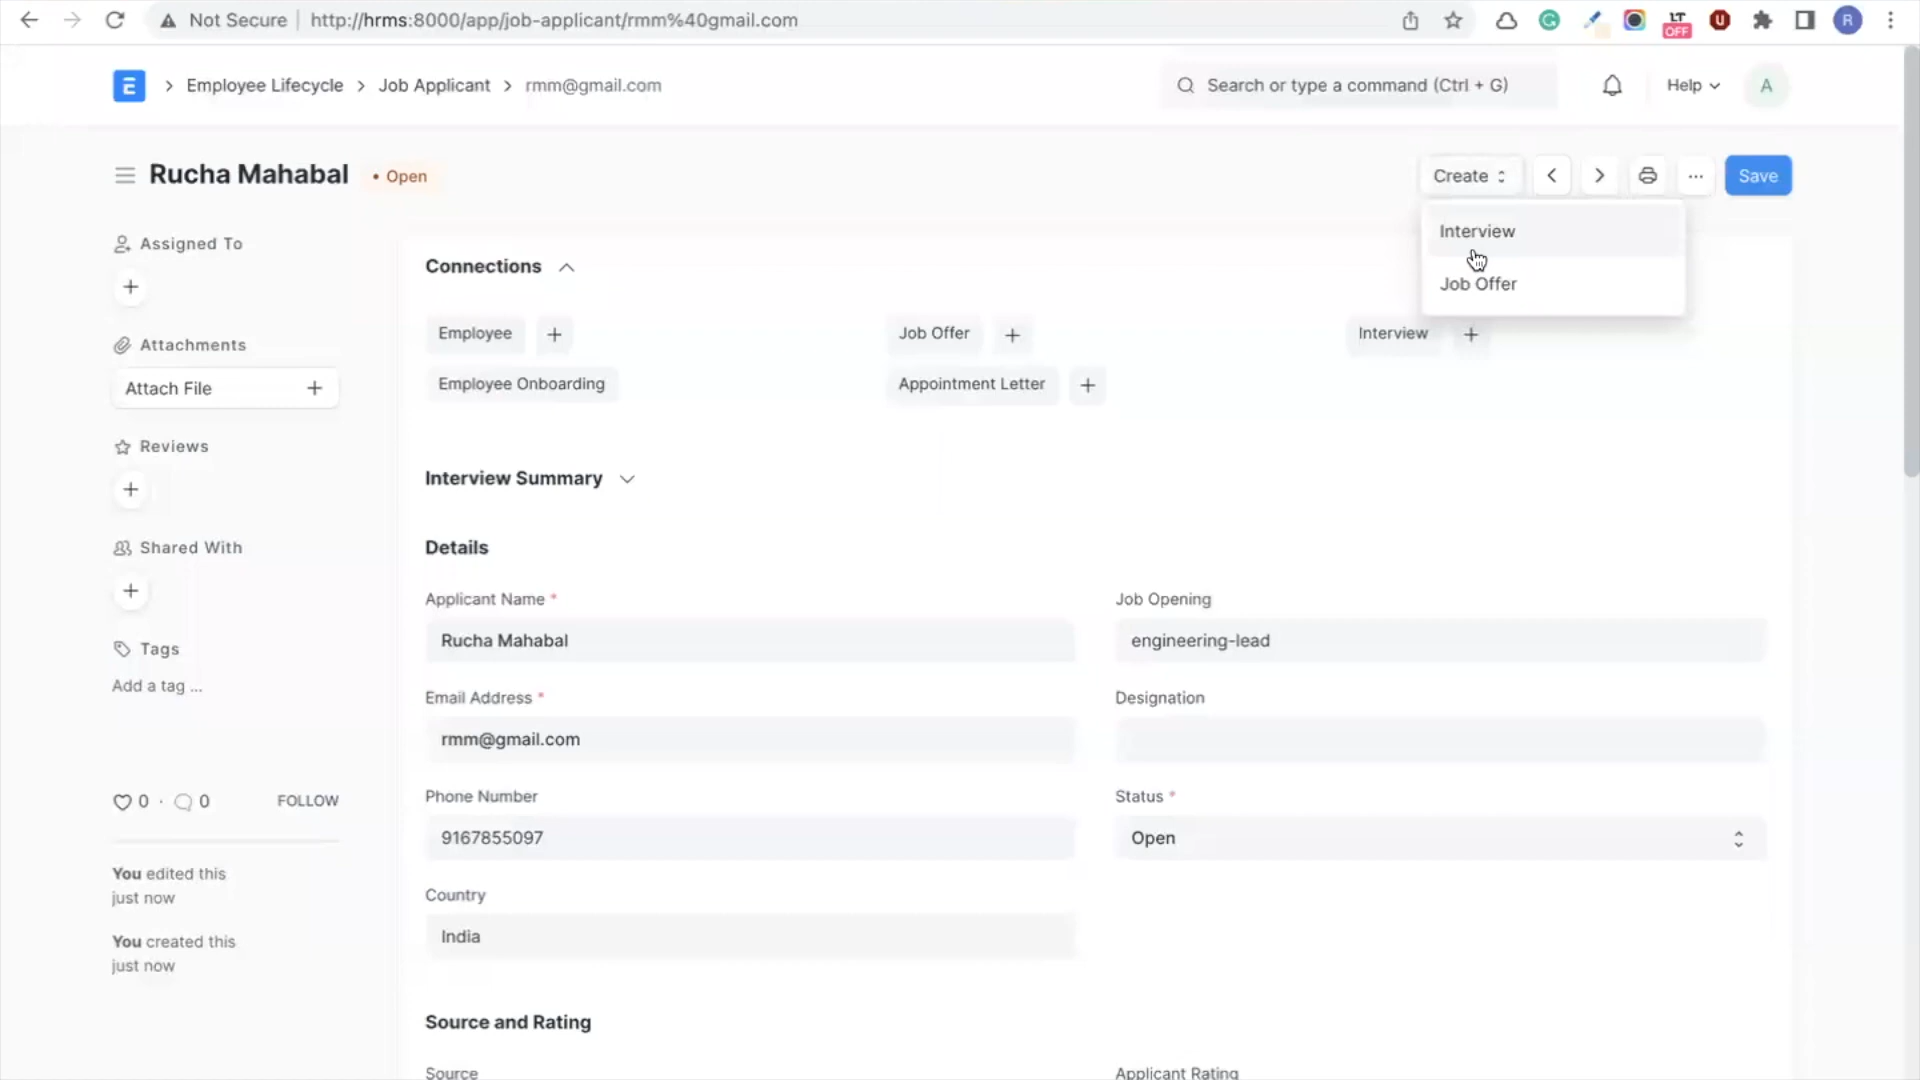 Not Secure http://hrms:8000/app/job-applicant/rmm%40gmail.com
LT
OFF
U
R
E
Employee Lifecycle
Job Applicant
rmm@gmail.com
Search or type a command (Ctrl + G)
Help
A
Rucha Mahabal
• Open
Create
Save
Interview
Job Offer
Assigned To
Attachments
Attach File
Reviews
Shared With
Tags
Add a tag ...
0 · 0 FOLLOW
You edited this
just now
You created this
just now
Connections
Employee
Job Offer
Interview
Employee Onboarding
Appointment Letter
Interview Summary
Details
Applicant Name *
Rucha Mahabal
Job Opening
engineering-lead
Email Address *
rmm@gmail.com
Designation
Phone Number
9167855097
Status *
Open
Country
India
Source and Rating
Source
Applicant Rating